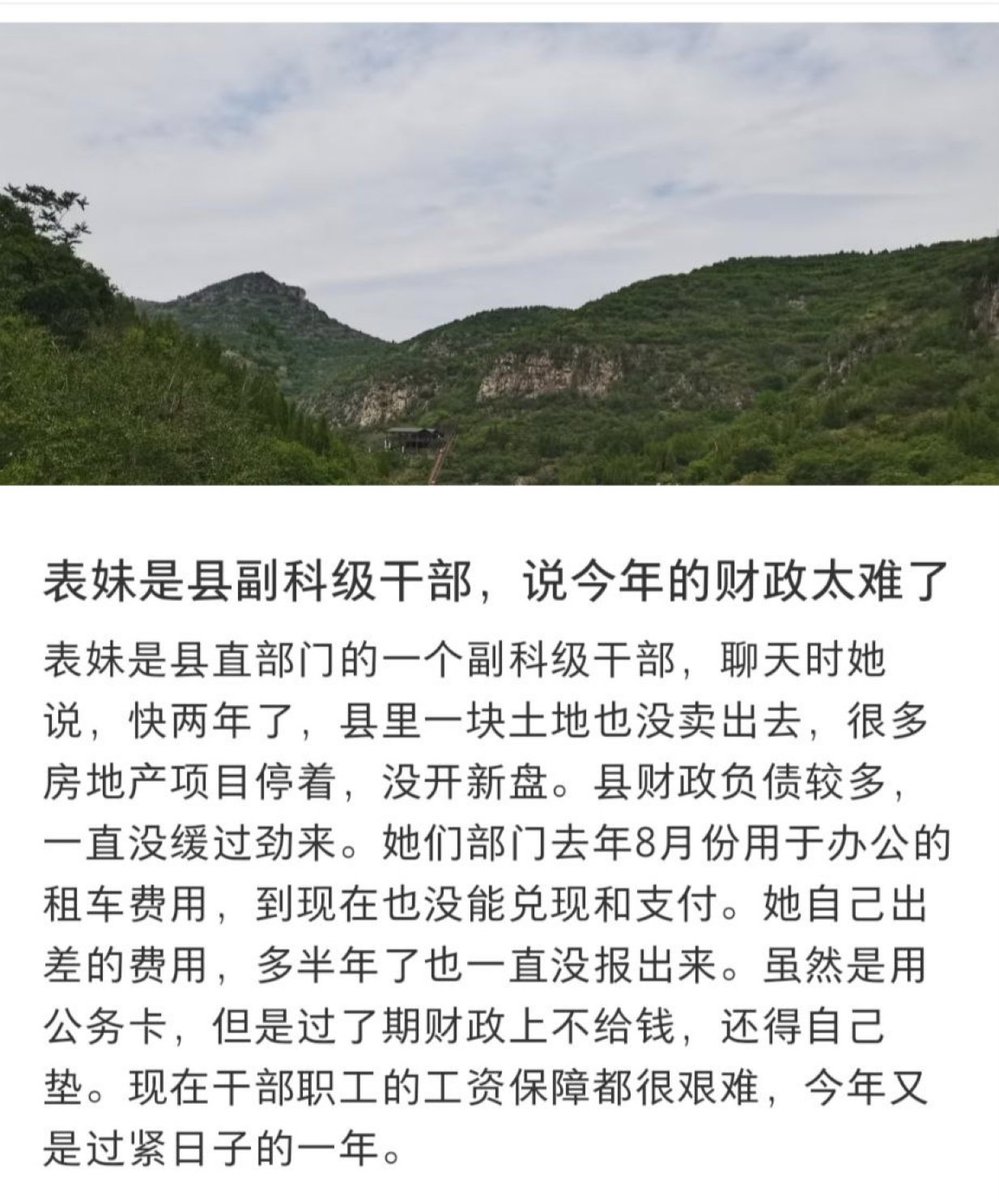 表妹是县副科级干部，说今年的财政太难了
表妹是县直部门的一个副科级干部，聊天时她
说，快两年了，县里一块土地也没卖出去，很多
房地产项目停着，没开新盘。县财政负债较多，
一直没缓过劲来。她们部门去年8月份用于办公的
租车费用，到现在也没能兑现和支付。她自己出
差的费用，多半年了也一直没报出来。虽然是用
公务卡，但是过了期财政上不给钱，还得自己
垫。现在干部职工的工资保障都很艰难，今年又
是过紧日子的一年。